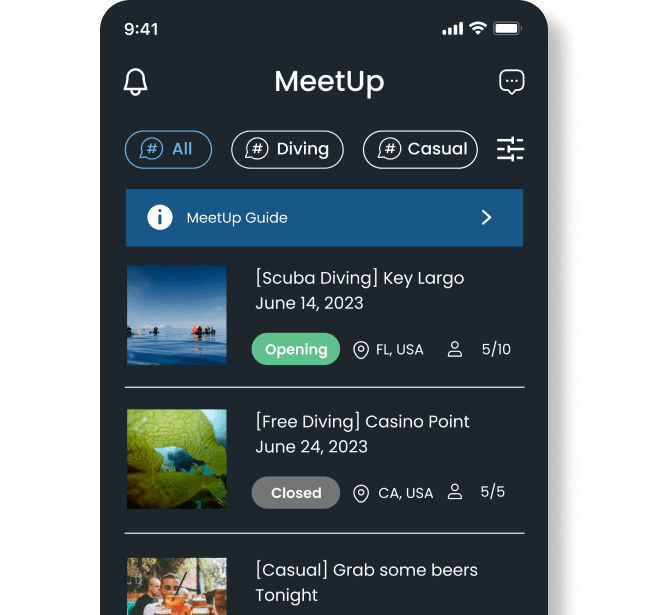 9:41
MeetUp
# All
# Diving
# Casual
MeetUp Guide
[Scuba Diving] Key Largo
June 14, 2023
Opening
FL, USA
5/10
[Free Diving] Casino Point
June 24, 2023
Closed
CA, USA
5/5
[Casual] Grab some beers
Tonight